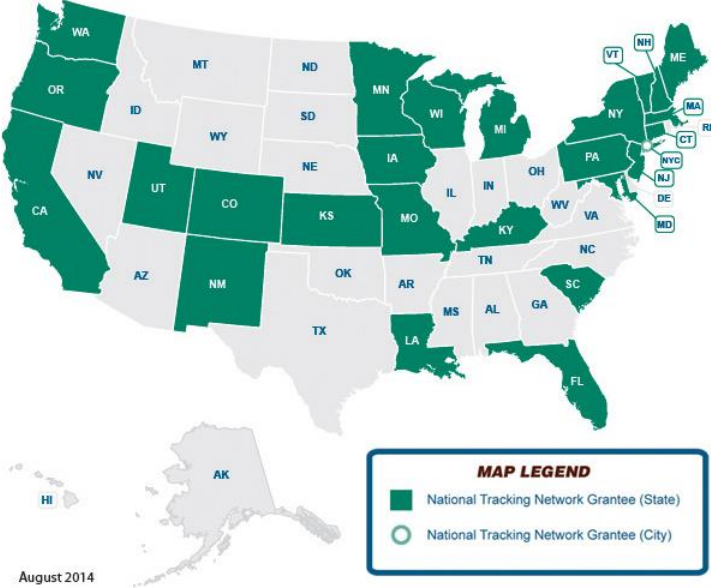 WA
MT
ND
MN
VT
NH
ME
OR
ID
SD
WI
MI
NY
MA
RI
WY
CT
NYC
IA
PA
NJ
NE
NV
UT
CO
IL
IN
OH
DE
MD
CA
KS
MO
WV
VA
KY
NC
TN
AZ
NM
OK
AR
SC
MS
AL
GA
TX
LA
FL
AK
HI
MAP LEGEND
National Tracking Network Grantee (State)
National Tracking Network Grantee (City)
August 2014